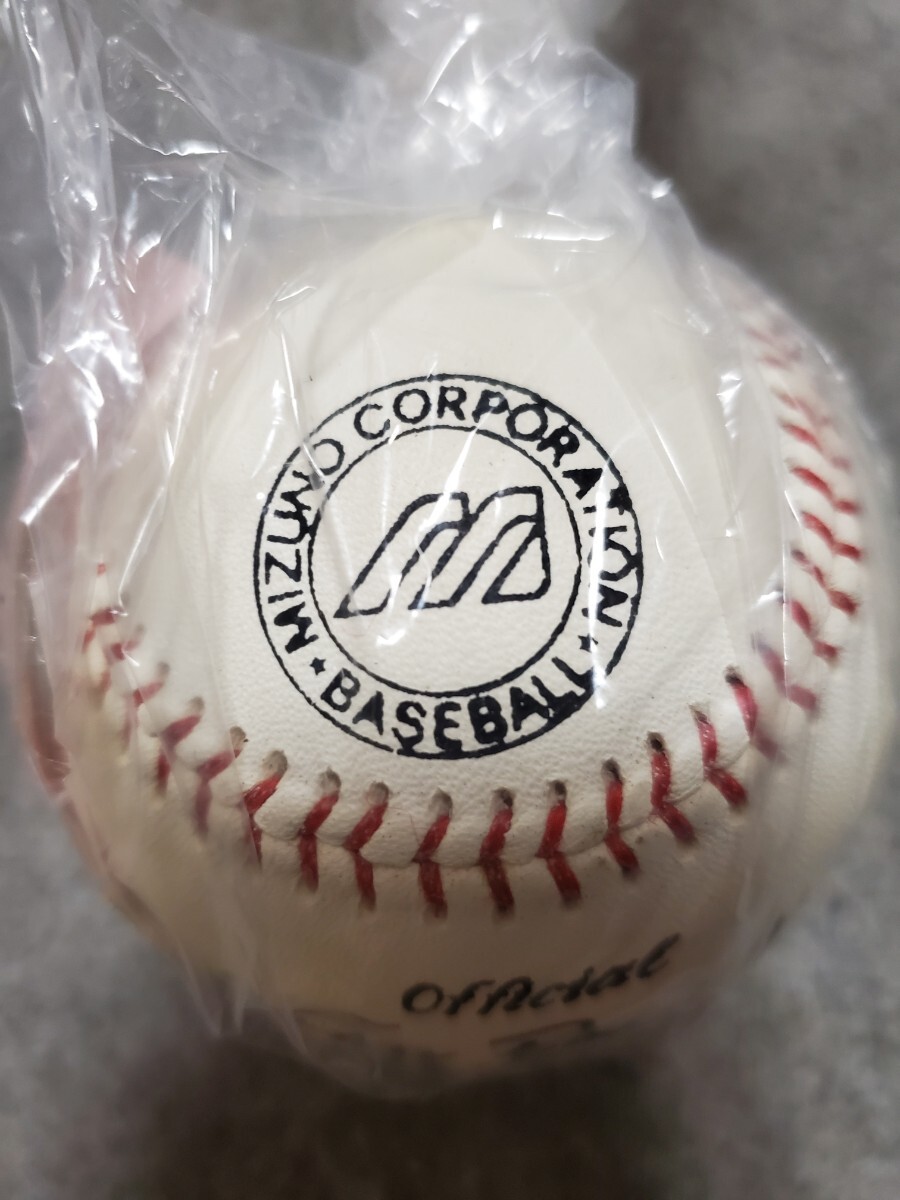 MIZUNO CORPORATION
★ BASEBALL ★
Official